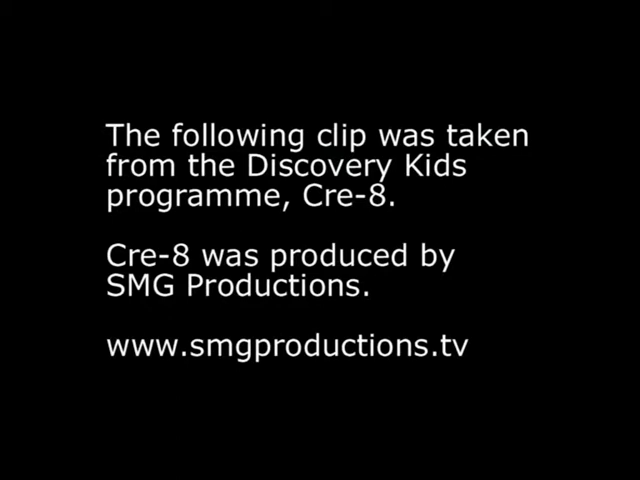 The following clip was taken
from the Discovery Kids
programme, Cre-8.
Cre-8 was produced by
SMG Productions.
www.smgproductions.tv